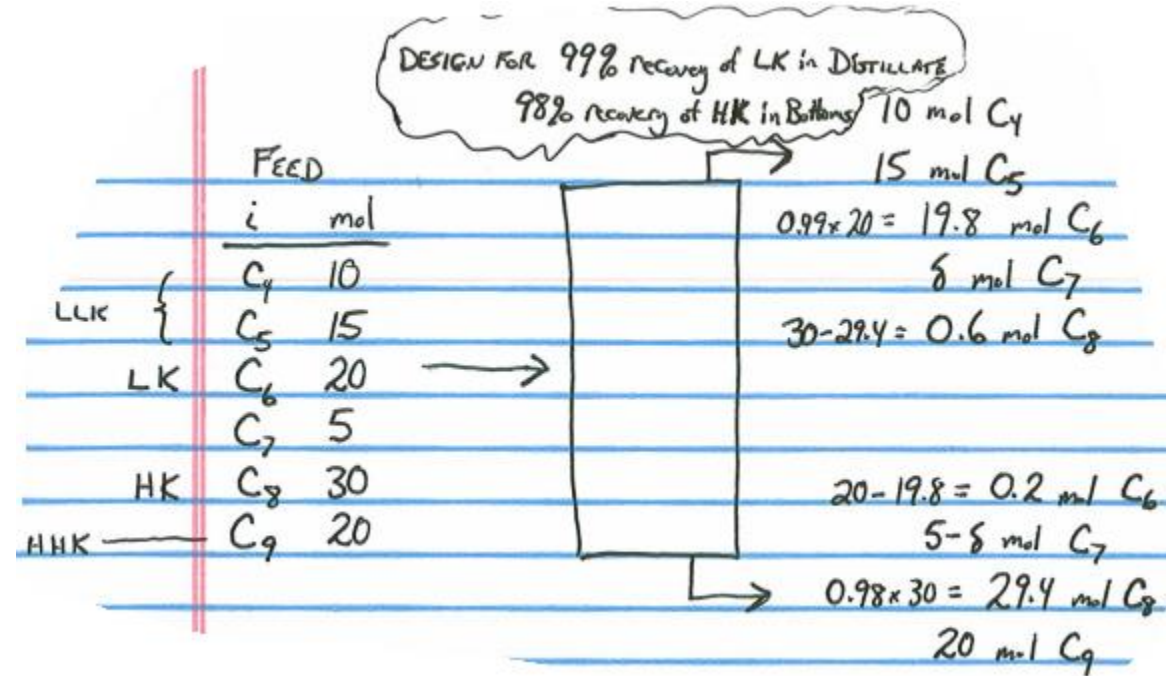 DESIGN FOR 99% recovery of LK in DISTILLATE
98% recovery of HK in Bottoms
10 mol C₄
15 mol C₅
0.99×20 = 19.8 mol C₆
δ mol C₇
30-29.4 = 0.6 mol C₈
FEED
i mol
C₄ 10
LLK { C₅ 15
LK C₆ 20
C₇ 5
HK C₈ 30
HHK C₉ 20
20-19.8 = 0.2 mol C₆
5-δ mol C₇
0.98×30 = 29.4 mol C₈
20 mol C₉